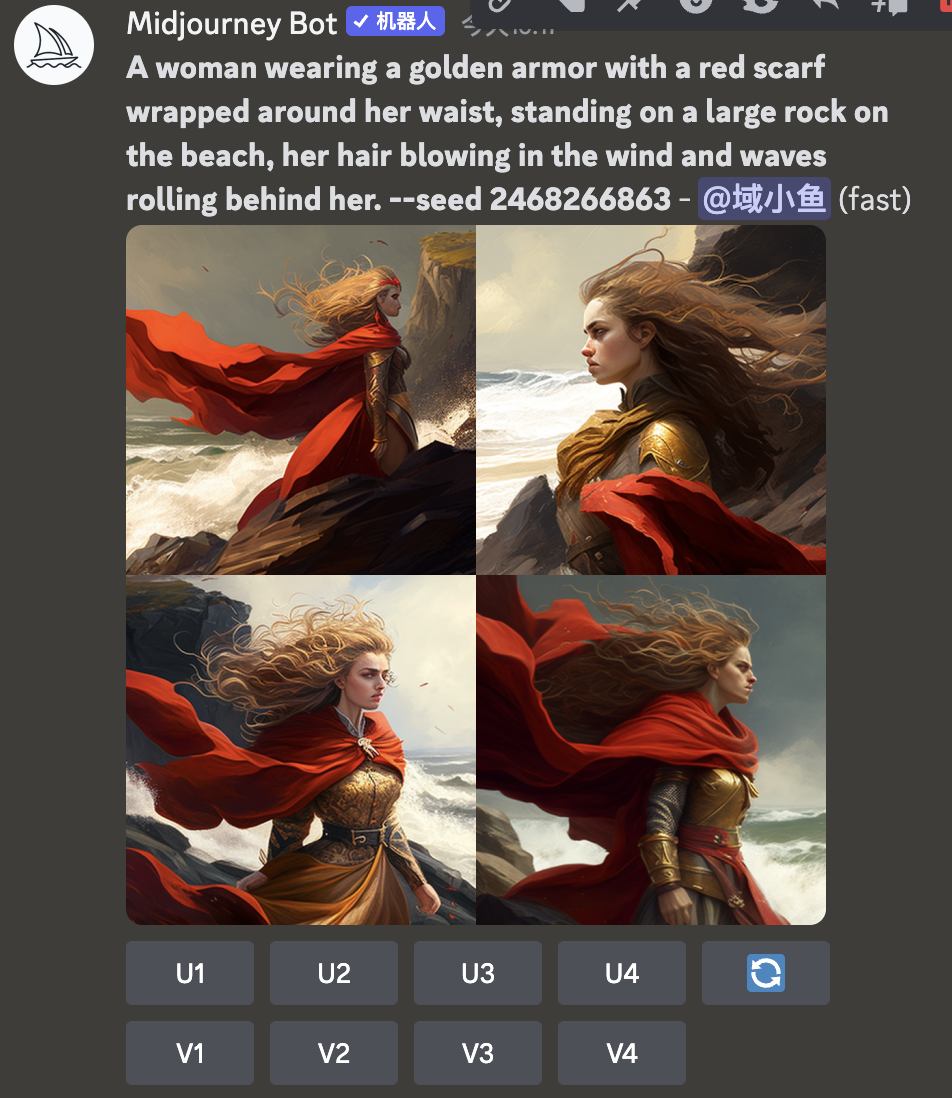 Midjourney Bot ✓ 机器人
A woman wearing a golden armor with a red scarf
wrapped around her waist, standing on a large rock on
the beach, her hair blowing in the wind and waves
rolling behind her. --seed 2468266863 - @域小鱼 (fast)
U1 U2 U3 U4
V1 V2 V3 V4